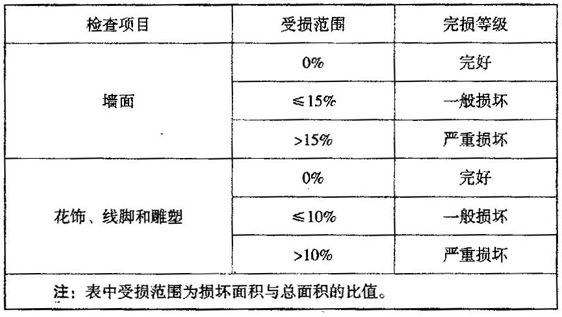 检查项目 受损范围 完损等级
墙面 0% 完好
≤15% 一般损坏
>15% 严重损坏
花饰、线脚和雕塑 0% 完好
≤10% 一般损坏
>10% 严重损坏
注：表中受损范围为损坏面积与总面积的比值。